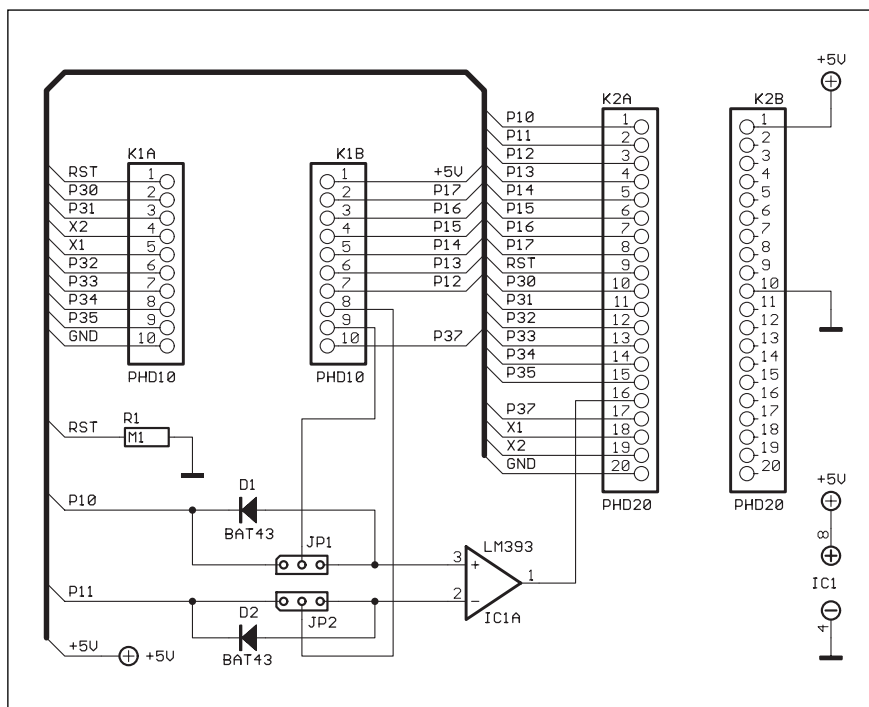 +5V
K2A
K2B
P10 1
P11 2
P12 3
P13 4
P14 5
P15 6
P16 7
P17 8
RST 9
P30 10
P31 11
P32 12
P33 13
P34 14
P35 15
16
P37 17
X1 18
X2 19
GND 20
PHD20
1
2
3
4
5
6
7
8
9
10
11
12
13
14
15
16
17
18
19
20
PHD20
K1A
RST 1
P30 2
P31 3
X2 4
X1 5
P32 6
P33 7
P34 8
P35 9
GND 10
PHD10
K1B
1 +5V
2 P17
3 P16
4 P15
5 P14
6 P13
7 P12
8
9
10 P37
PHD10
RST
R1
M1
P10
D1
BAT43
JP1
P11
D2
BAT43
JP2
3 +
2 −
LM393
1
IC1A
+5V +5V
+5V
8
IC1
4